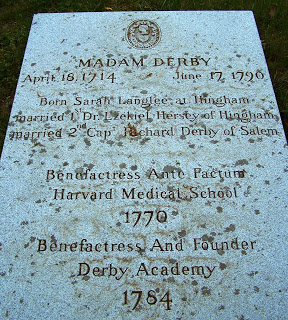 MADAM DERBY
April 18, 1714 June 17, 1790
Born Sarah Langlee at Hingham
married 1st Dr. Ezekiel Hersey of Hingham
married 2nd Capt Richard Derby of Salem
Benefactress Ante Pactum
Harvard Medical School
1770
Benefactress And Founder
Derby Academy
1784